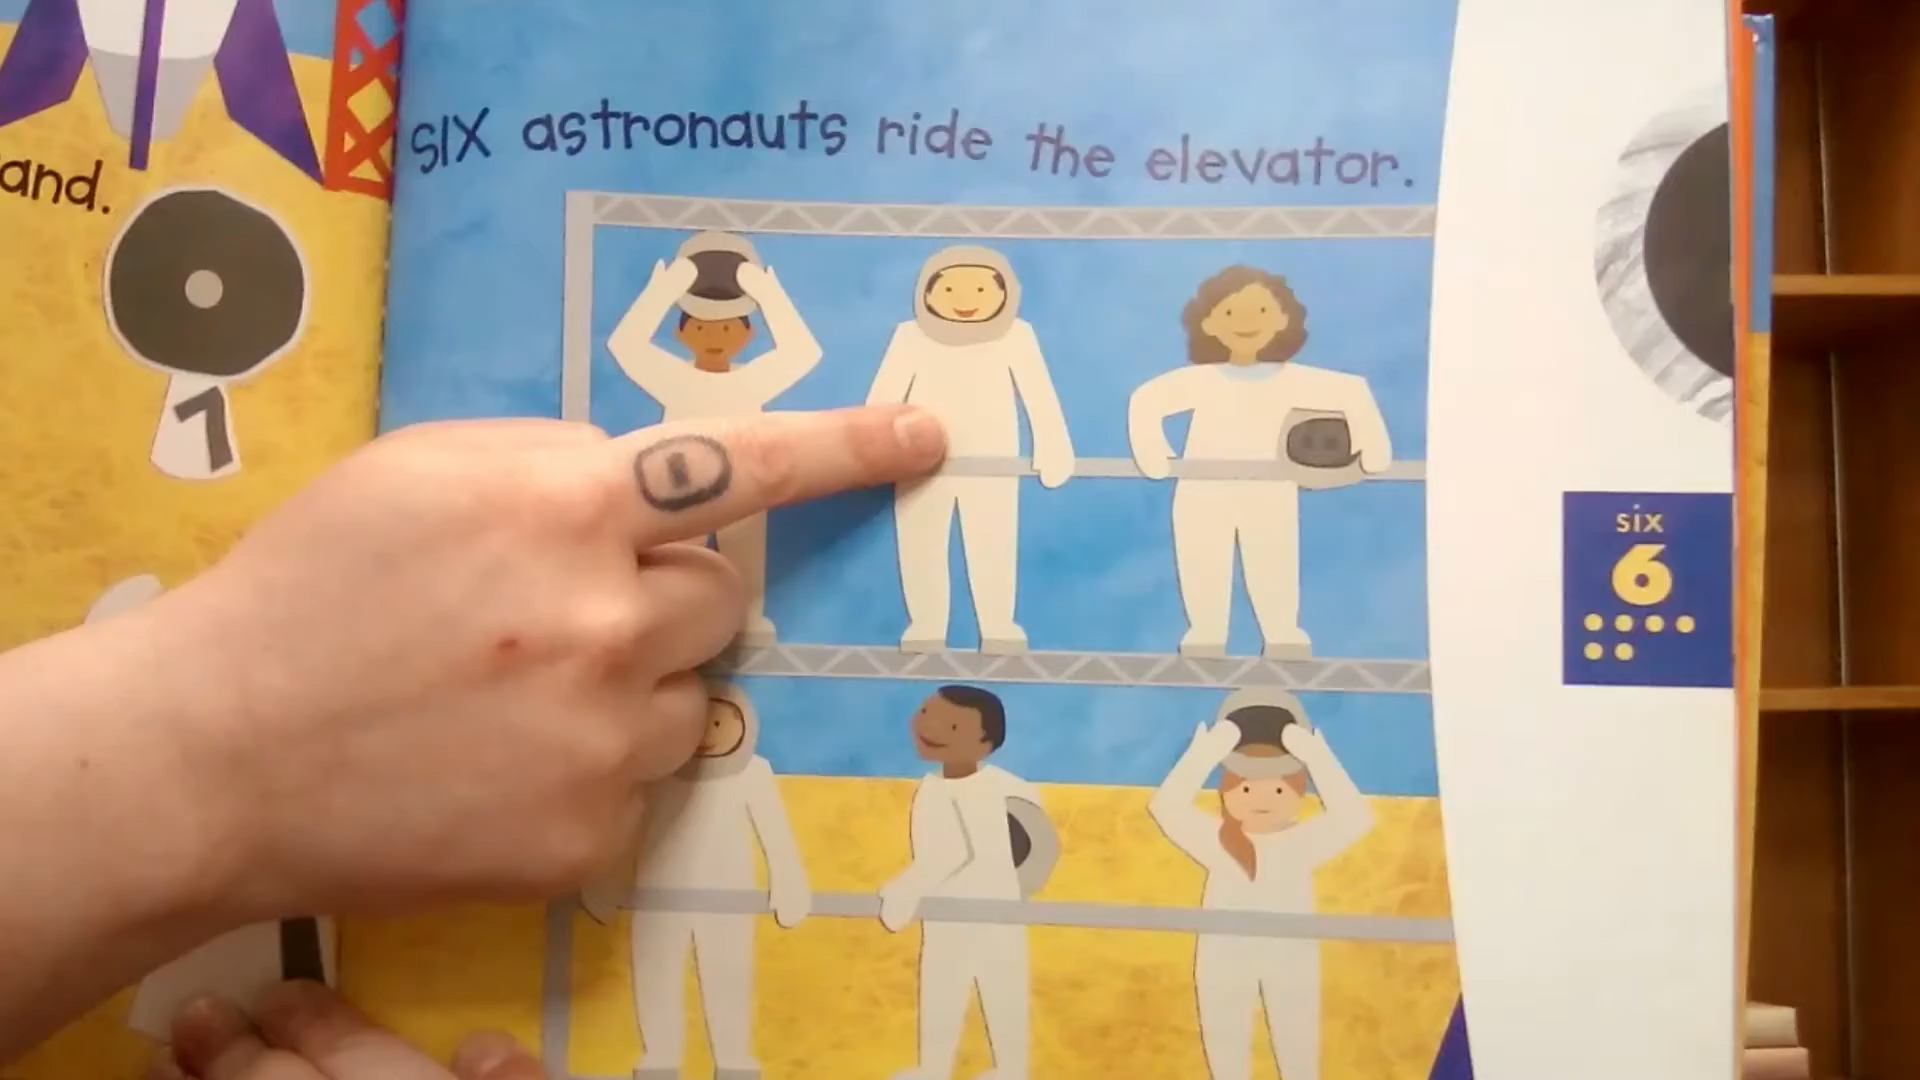 and.
7
SIX astronauts ride the elevator.
six
6